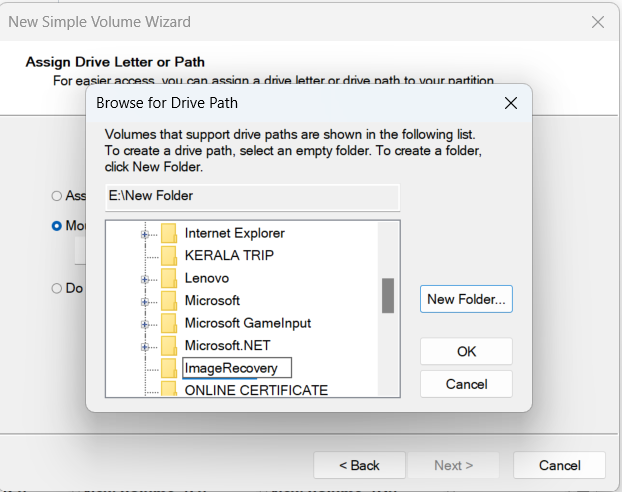 New Simple Volume Wizard
Assign Drive Letter or Path
For easier access, you can assign a drive letter or drive path to your partition.
Browse for Drive Path
Volumes that support drive paths are shown in the following list.
To create a drive path, select an empty folder. To create a folder,
click New Folder.
E:\New Folder
Ass
Mou
Do
Internet Explorer
KERALA TRIP
Lenovo
Microsoft
Microsoft GameInput
Microsoft.NET
ImageRecovery
ONLINE CERTIFICATE
New Folder...
OK
Cancel
< Back
Next >
Cancel